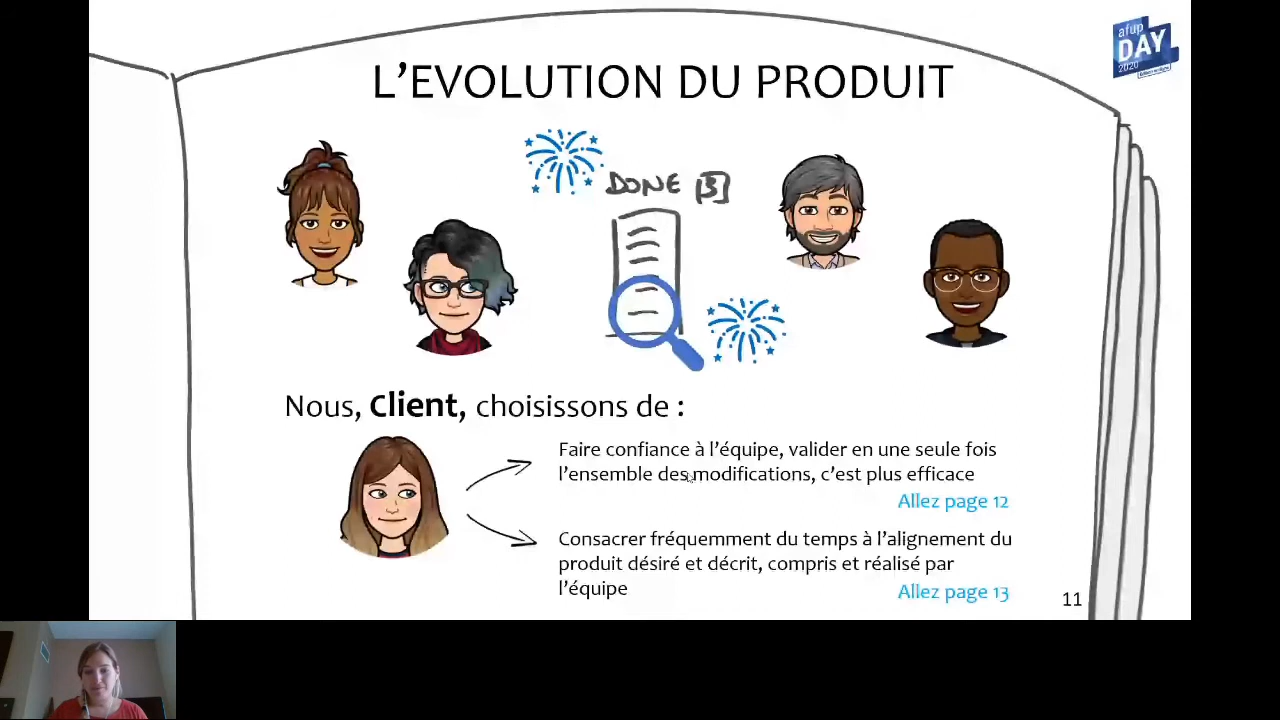 afup
DAY
2020
L'EVOLUTION DU PRODUIT
DONE [5]
Nous, Client, choisissons de :
Faire confiance à l'équipe, valider en une seule fois
l'ensemble des modifications, c'est plus efficace
Allez page 12
Consacrer fréquemment du temps à l'alignement du
produit désiré et décrit, compris et réalisé par
l'équipe
Allez page 13
11